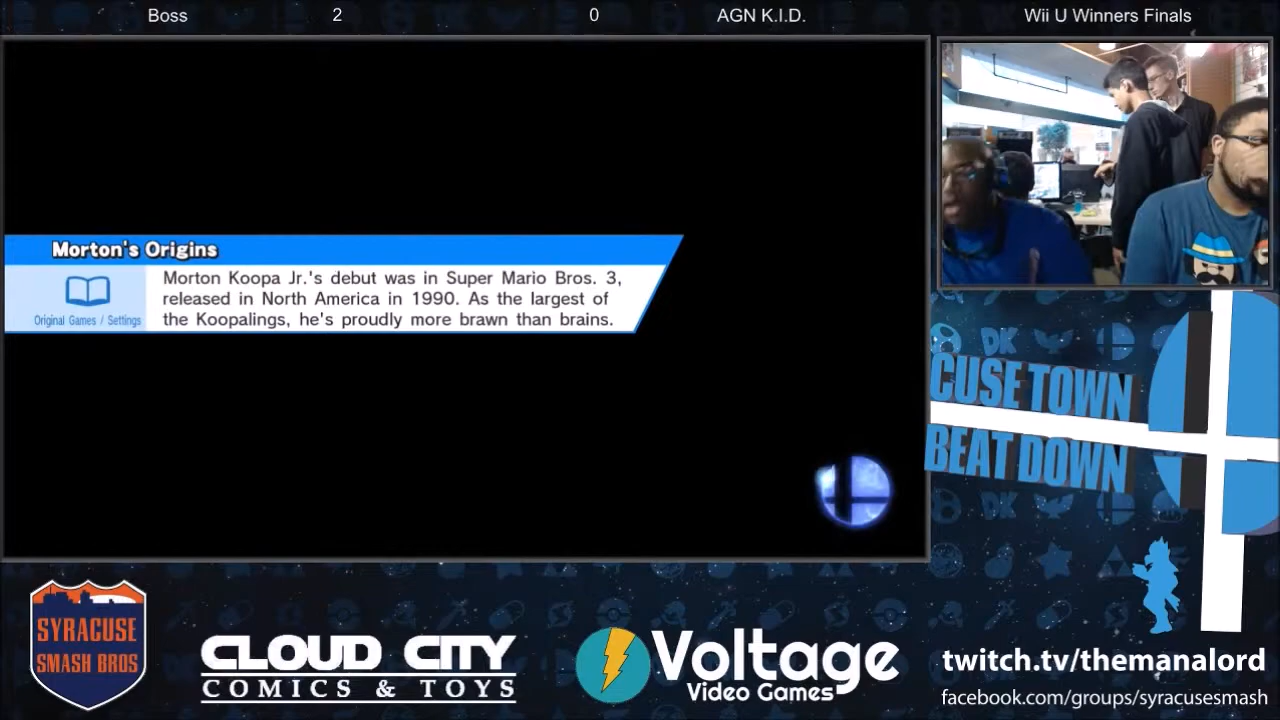 Boss 2 0 AGN K.I.D. Wii U Winners Finals
Morton's Origins
Original Games / Settings
Morton Koopa Jr.'s debut was in Super Mario Bros. 3,
released in North America in 1990. As the largest of
the Koopalings, he's proudly more brawn than brains.
DK
CUSE TOWN
BEAT DOWN
DK
SYRACUSE
SMASH BROS
CLOUD CITY
COMICS & TOYS
Voltage
Video Games
twitch.tv/themanalord
facebook.com/groups/syracusesmash